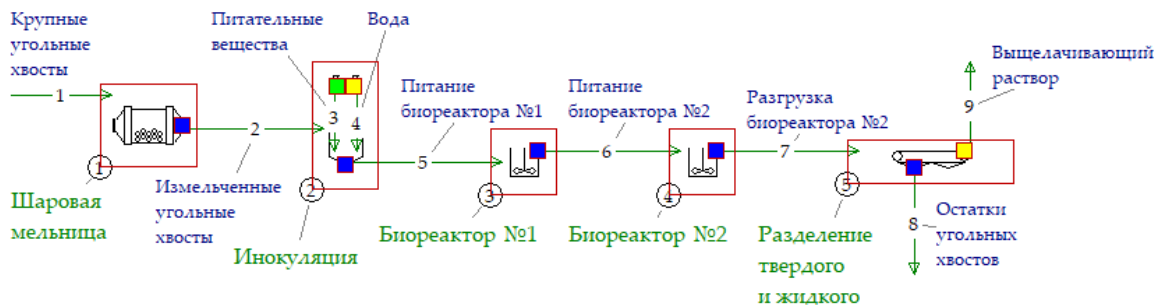 Крупные
угольные
хвосты
1
1
Шаровая
мельница
2
Измельченные
угольные
хвосты
Питательные
вещества
Вода
3
4
2
Инокуляция
Питание
биореактора №1
5
3
Биореактор №1
Питание
биореактора №2
6
4
Биореактор №2
Разгрузка
биореактора №2
7
5
Разделение
твердого
и жидкого
Выщелачивающий
раствор
9
8
Остатки
угольных
хвостов